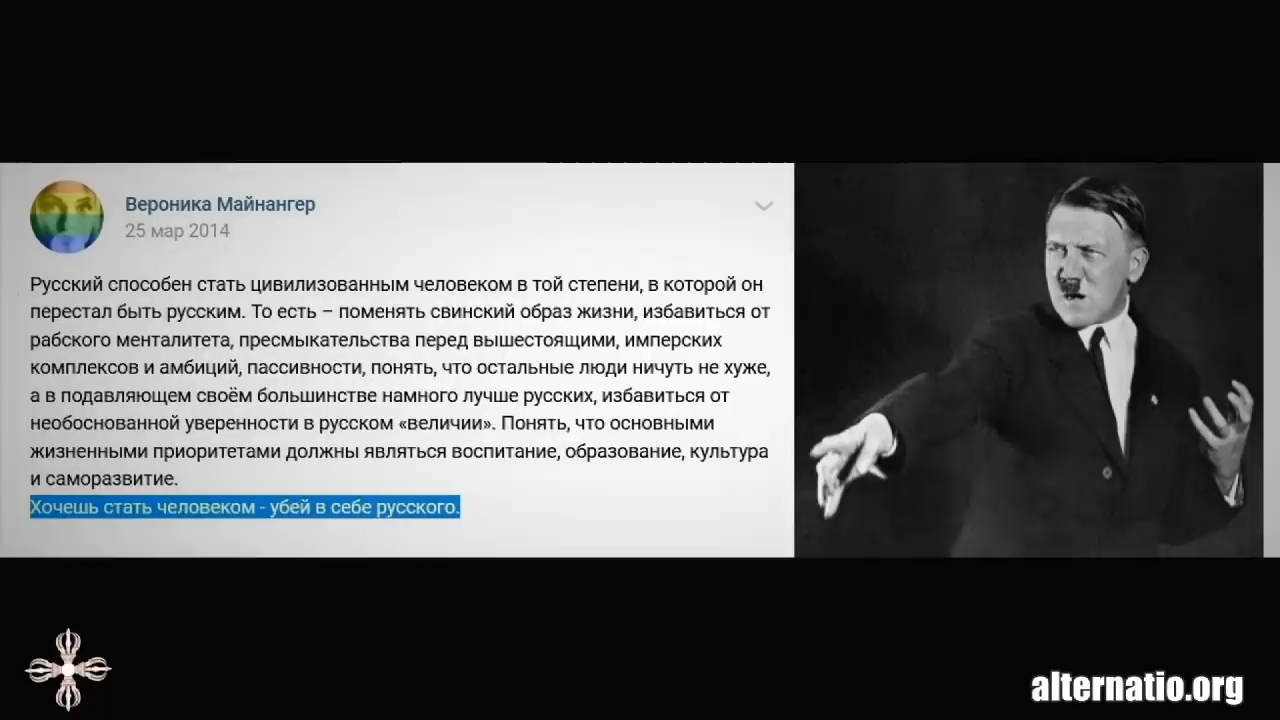 Вероника Майнангер
25 мар 2014
Русский способен стать цивилизованным человеком в той степени, в которой он
перестал быть русским. То есть – поменять свинский образ жизни, избавиться от
рабского менталитета, пресмыкательства перед вышестоящими, имперских
комплексов и амбиций, пассивности, понять, что остальные люди ничуть не хуже,
а в подавляющем своём большинстве намного лучше русских, избавиться от
необоснованной уверенности в русском «величии». Понять, что основными
жизненными приоритетами должны являться воспитание, образование, культура
и саморазвитие.
Хочешь стать человеком - убей в себе русского.
alternatio.org